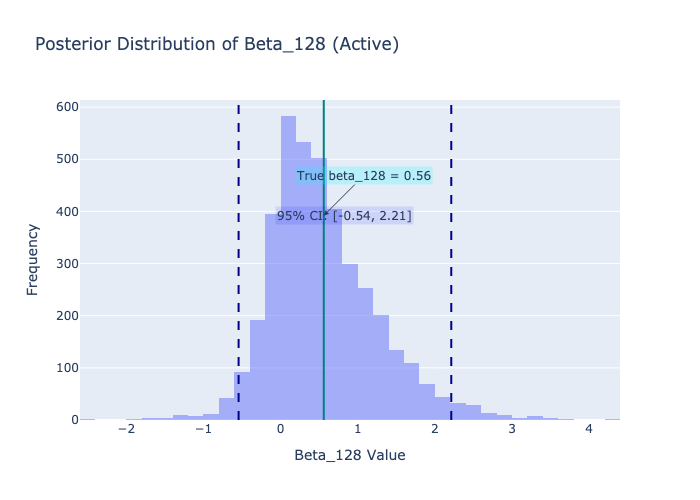 Posterior Distribution of Beta_128 (Active)
600
500
400
300
200
100
0
Frequency
True beta_128 = 0.56
95% CI: [-0.54, 2.21]
−2
−1
0
1
2
3
4
Beta_128 Value